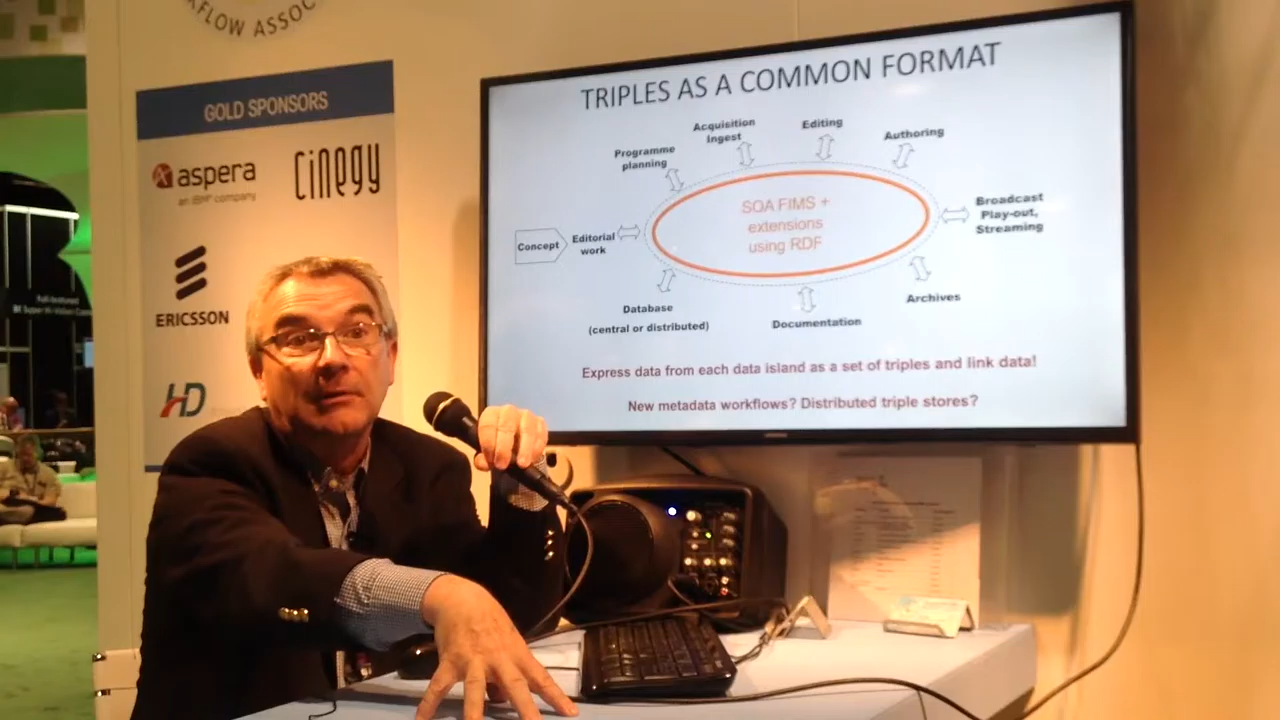 KFLOW ASSOC
GOLD SPONSORS
aspera
an IBM company
CINEGY
ERICSSON
HD
TRIPLES AS A COMMON FORMAT
Acquisition
Ingest
Editing
Authoring
Programme
planning
SOA FIMS +
extensions
using RDF
Broadcast
Play-out,
Streaming
Concept
Editorial
work
Archives
Database
(central or distributed)
Documentation
Express data from each data island as a set of triples and link data!
New metadata workflows? Distributed triple stores?